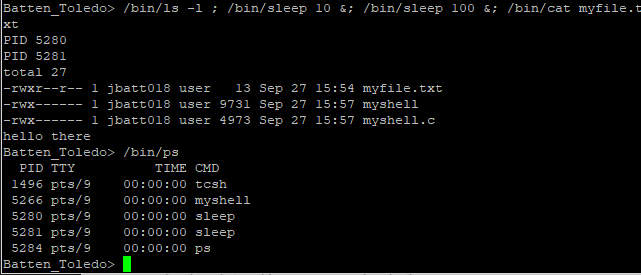 Batten_Toledo> /bin/ls -l ; /bin/sleep 10 &; /bin/sleep 100 &; /bin/cat myfile.t
xt
PID 5280
PID 5281
total 27
-rwxr--r-- 1 jbatt018 user   13 Sep 27 15:54 myfile.txt
-rwx------ 1 jbatt018 user 9731 Sep 27 15:57 myshell
-rwx------ 1 jbatt018 user 4973 Sep 27 15:57 myshell.c
hello there
Batten_Toledo> /bin/ps
  PID TTY          TIME CMD
 1496 pts/9    00:00:00 tcsh
 5266 pts/9    00:00:00 myshell
 5280 pts/9    00:00:00 sleep
 5281 pts/9    00:00:00 sleep
 5284 pts/9    00:00:00 ps
Batten_Toledo>